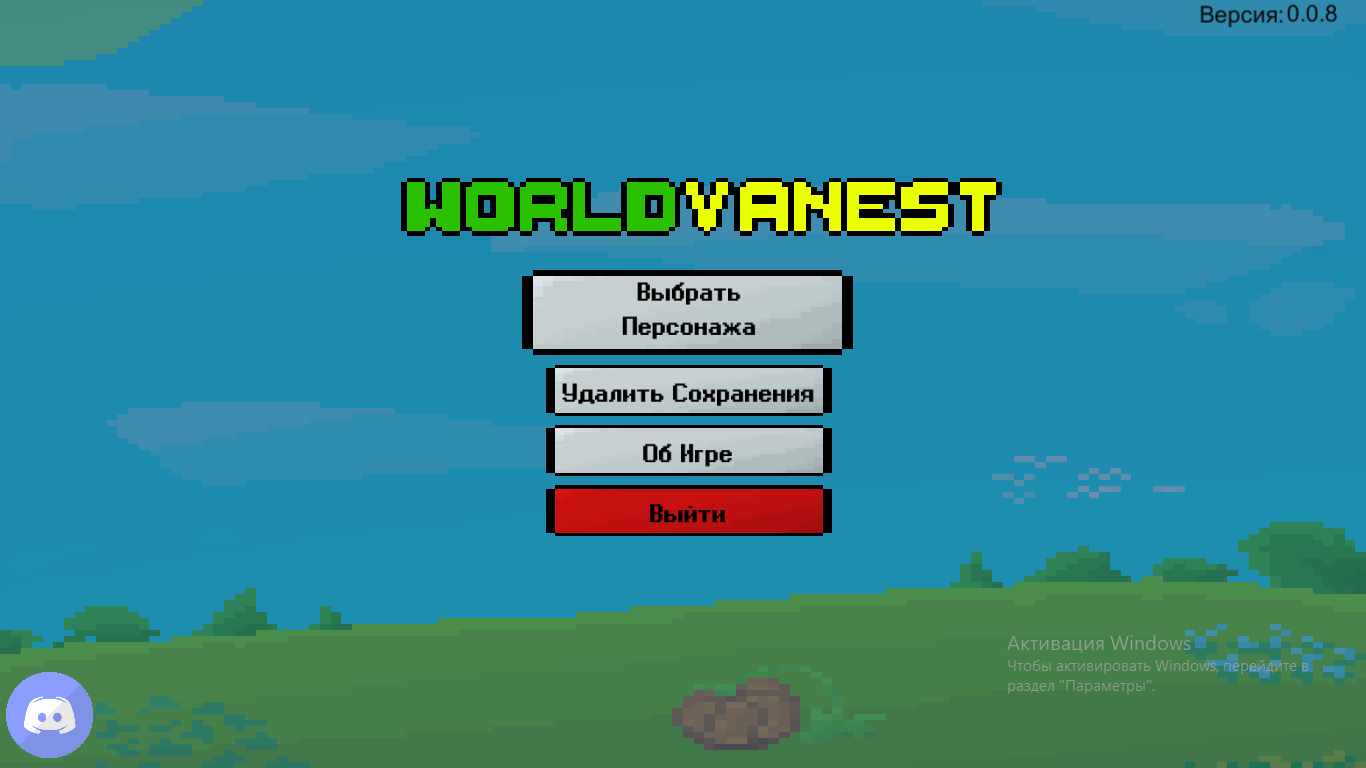 Версия: 0.0.8
WORLDVANEST
Выбрать
Персонажа
Удалить Сохранения
Об Игре
Выйти
Активация Windows
Чтобы активировать Windows, перейдите в
раздел "Параметры".